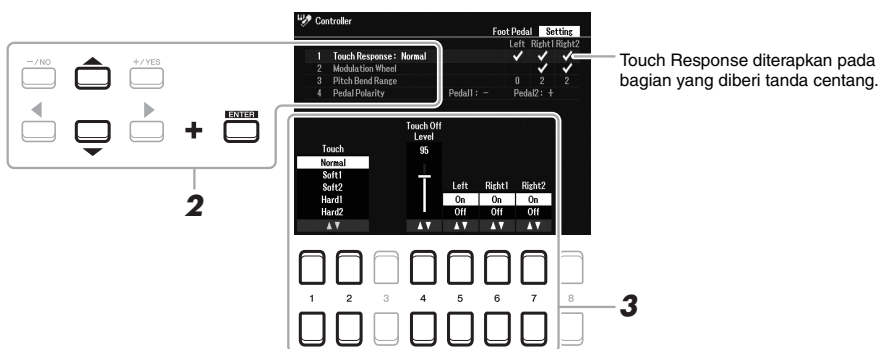 Controller
Foot Pedal Setting
Left Right1 Right2
1 Touch Response: Normal
2 Modulation Wheel
3 Pitch Bend Range 0 2 2
4 Pedal Polarity Pedal1: − Pedal2: +
Touch Response diterapkan pada
bagian yang diberi tanda centang.
−/NO
+/YES
ENTER
+
2
Touch Off
Level
Touch 95
Normal
Soft1
Soft2 Left Right1 Right2
Hard1 On On On
Hard2 Off Off Off
1 2 3 4 5 6 7 8
3